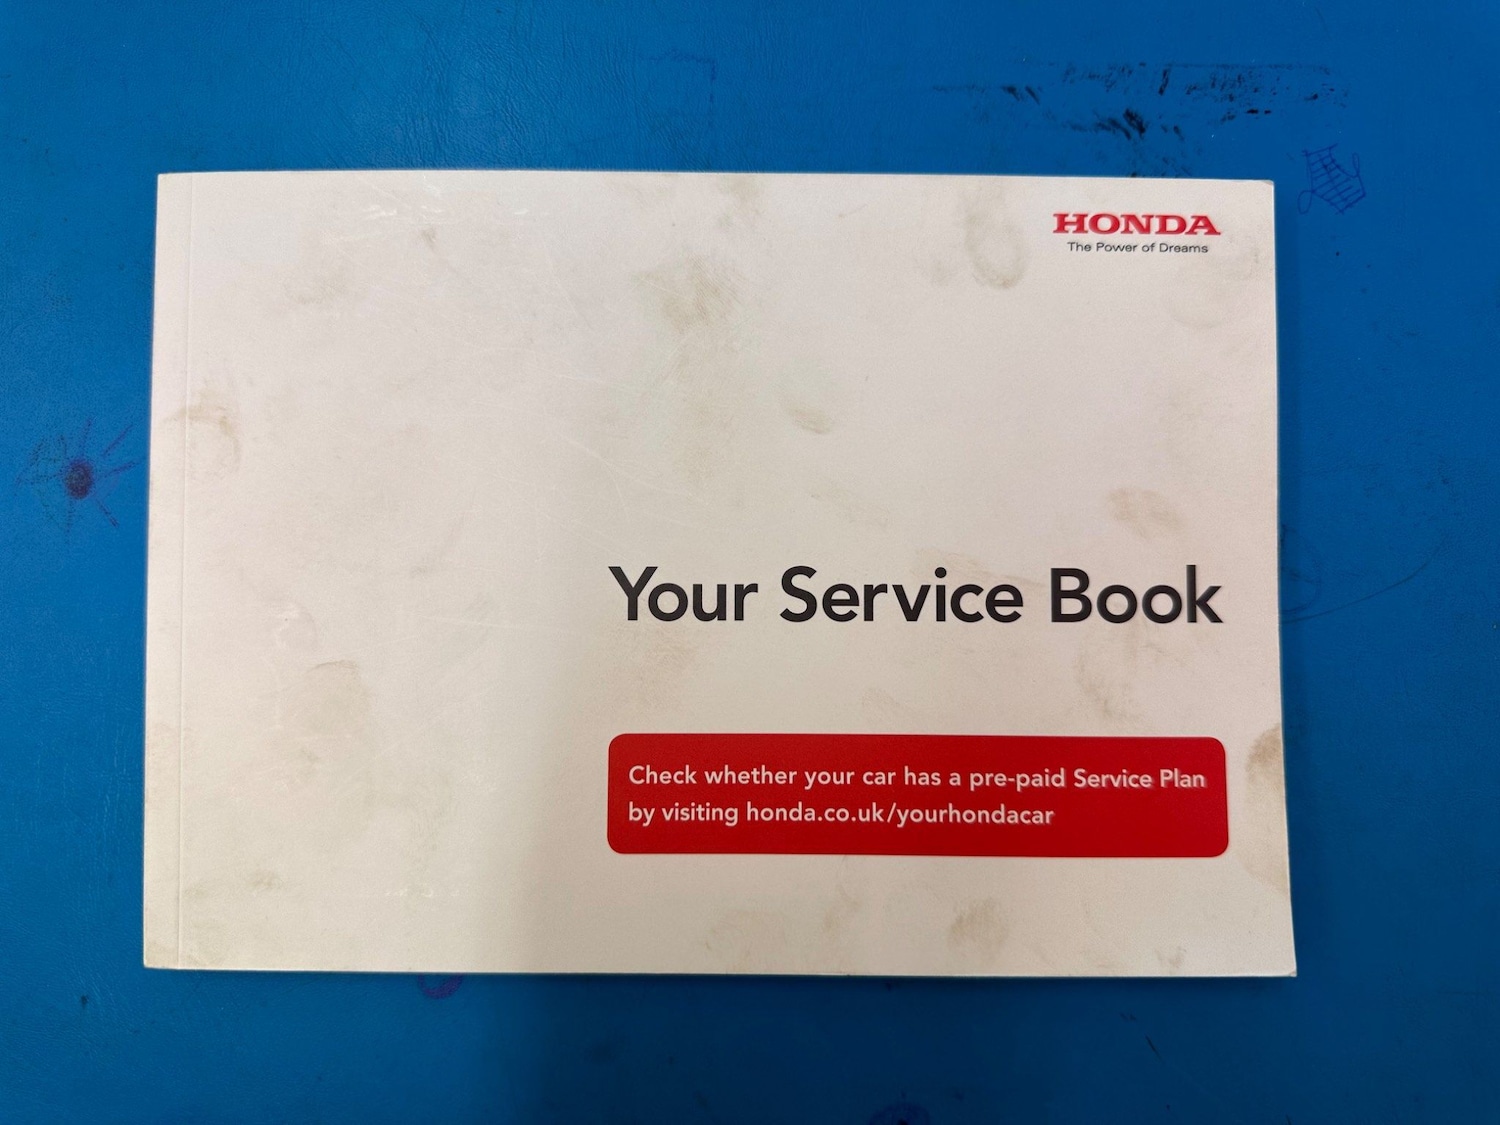 HONDA
The Power of Dreams
Your Service Book
Check whether your car has a pre-paid Service Plan
by visiting honda.co.uk/yourhondacar